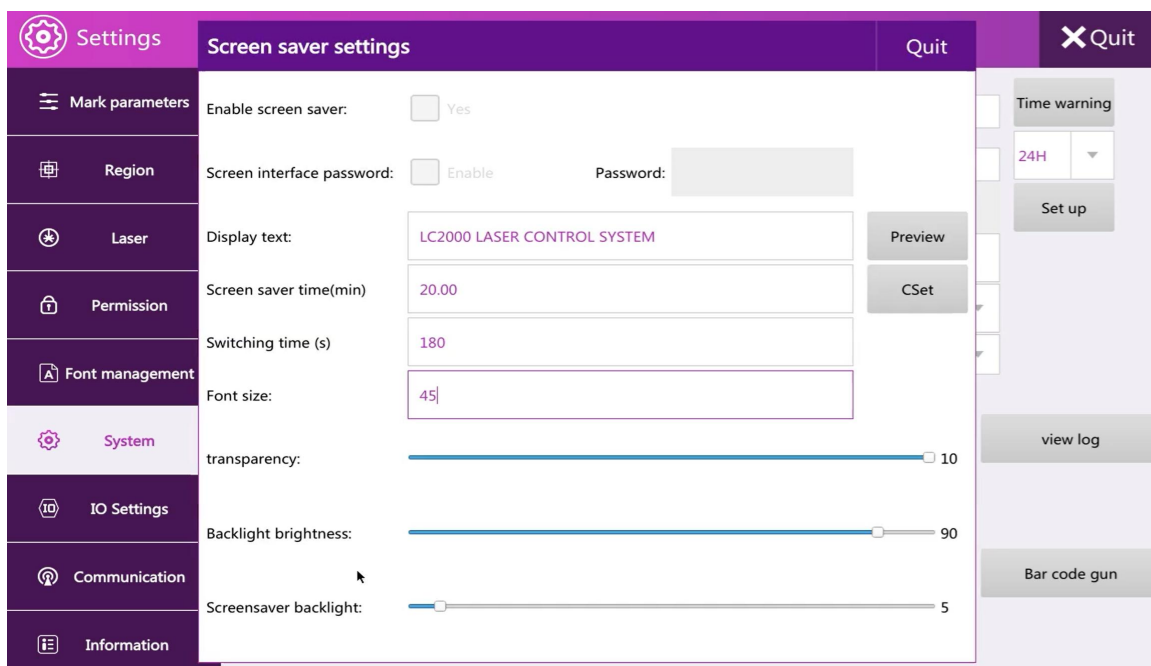 Settings
Screen saver settings
Quit
Quit
Mark parameters
Region
Laser
Permission
Font management
System
IO Settings
Communication
Information
Enable screen saver:
Yes
Screen interface password:
Enable
Password:
Display text:
LC2000 LASER CONTROL SYSTEM
Preview
Screen saver time(min)
20.00
CSet
Switching time (s)
180
Font size:
45
transparency:
10
Backlight brightness:
90
Screensaver backlight:
5
Time warning
24H
Set up
view log
Bar code gun